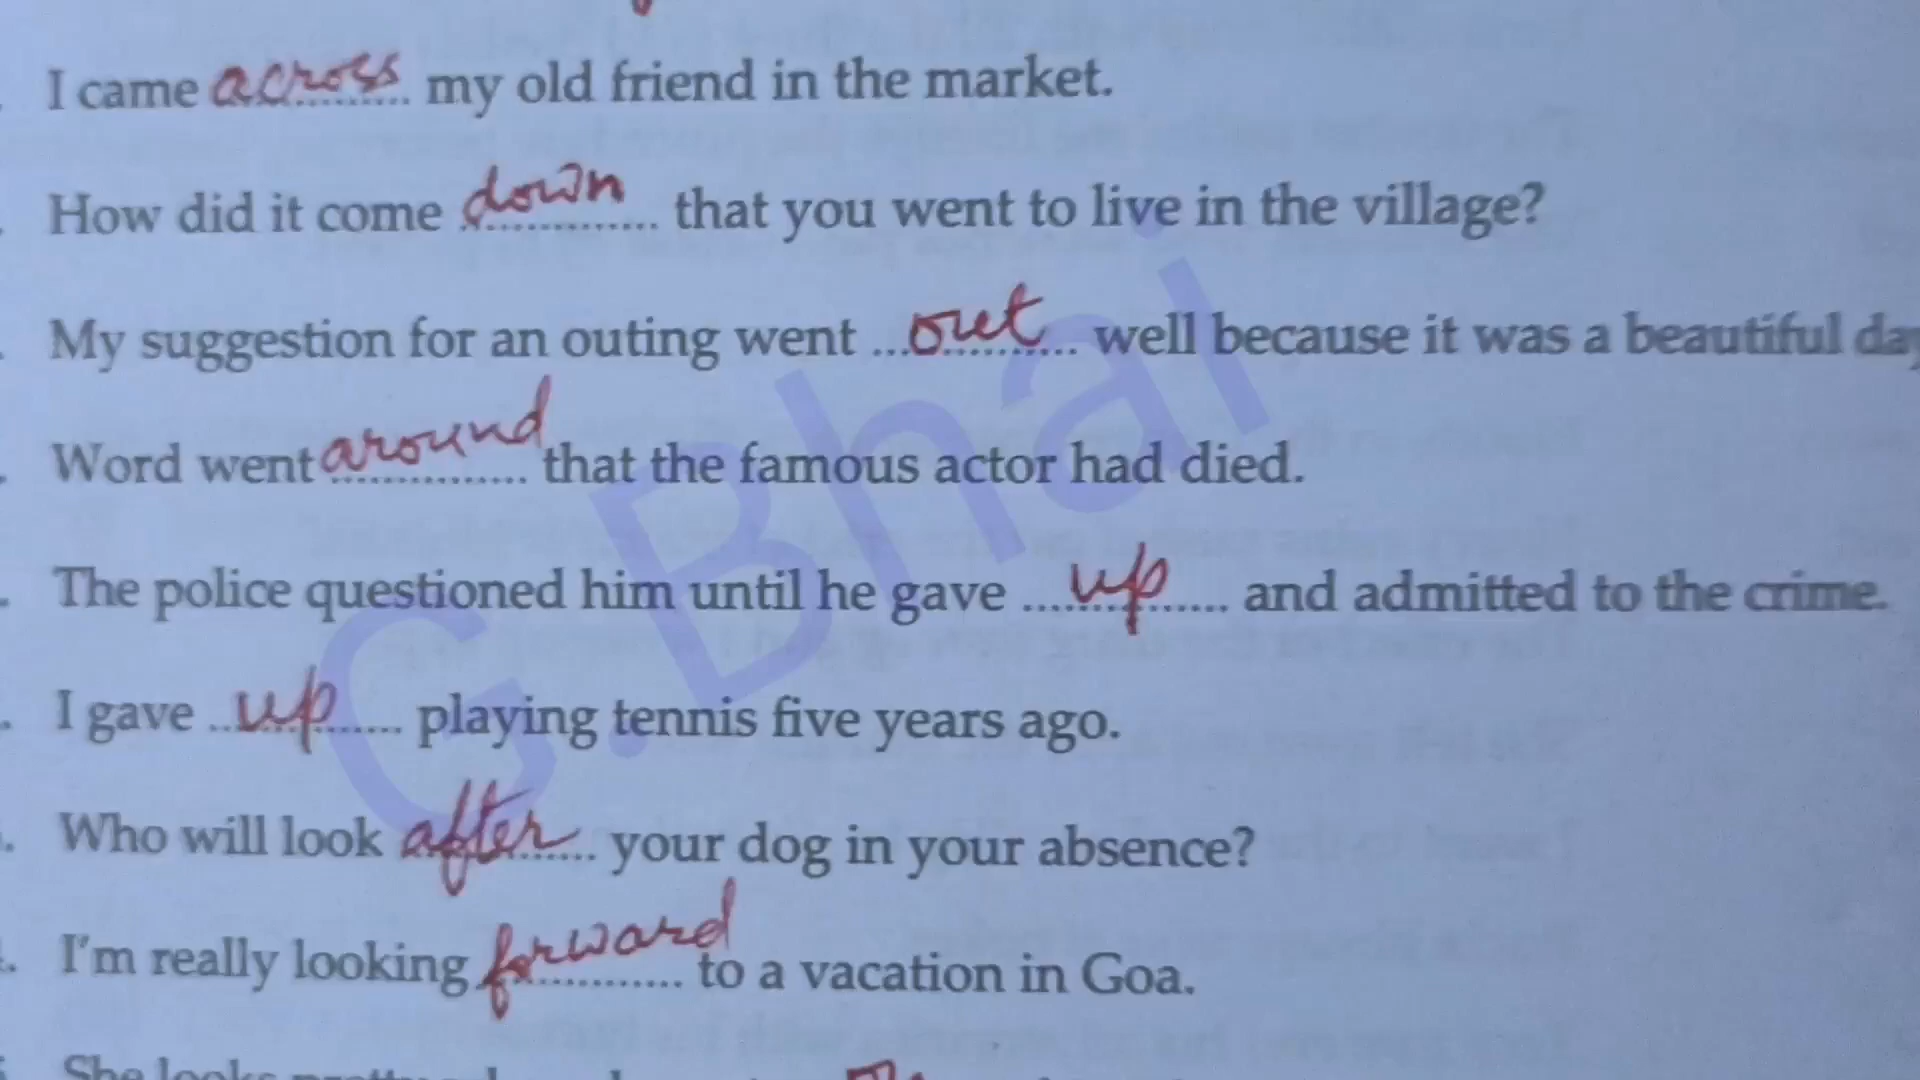 I came across my old friend in the market.
How did it come down that you went to live in the village?
My suggestion for an outing went out well because it was a beautiful day
Word went around that the famous actor had died.
The police questioned him until he gave up and admitted to the crime.
I gave up playing tennis five years ago.
Who will look after your dog in your absence?
I'm really looking forward to a vacation in Goa.
She looks
G.Bhai